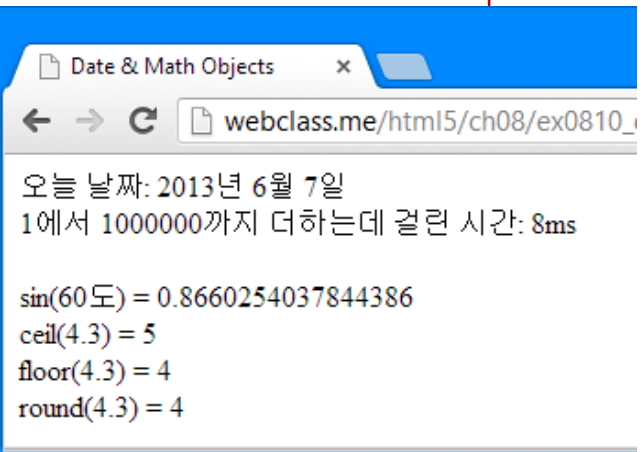 Date & Math Objects
webclass.me/html5/ch08/ex0810_
오늘 날짜: 2013년 6월 7일
1에서 1000000까지 더하는데 걸린 시간: 8ms
sin(60도) = 0.8660254037844386
ceil(4.3) = 5
floor(4.3) = 4
round(4.3) = 4